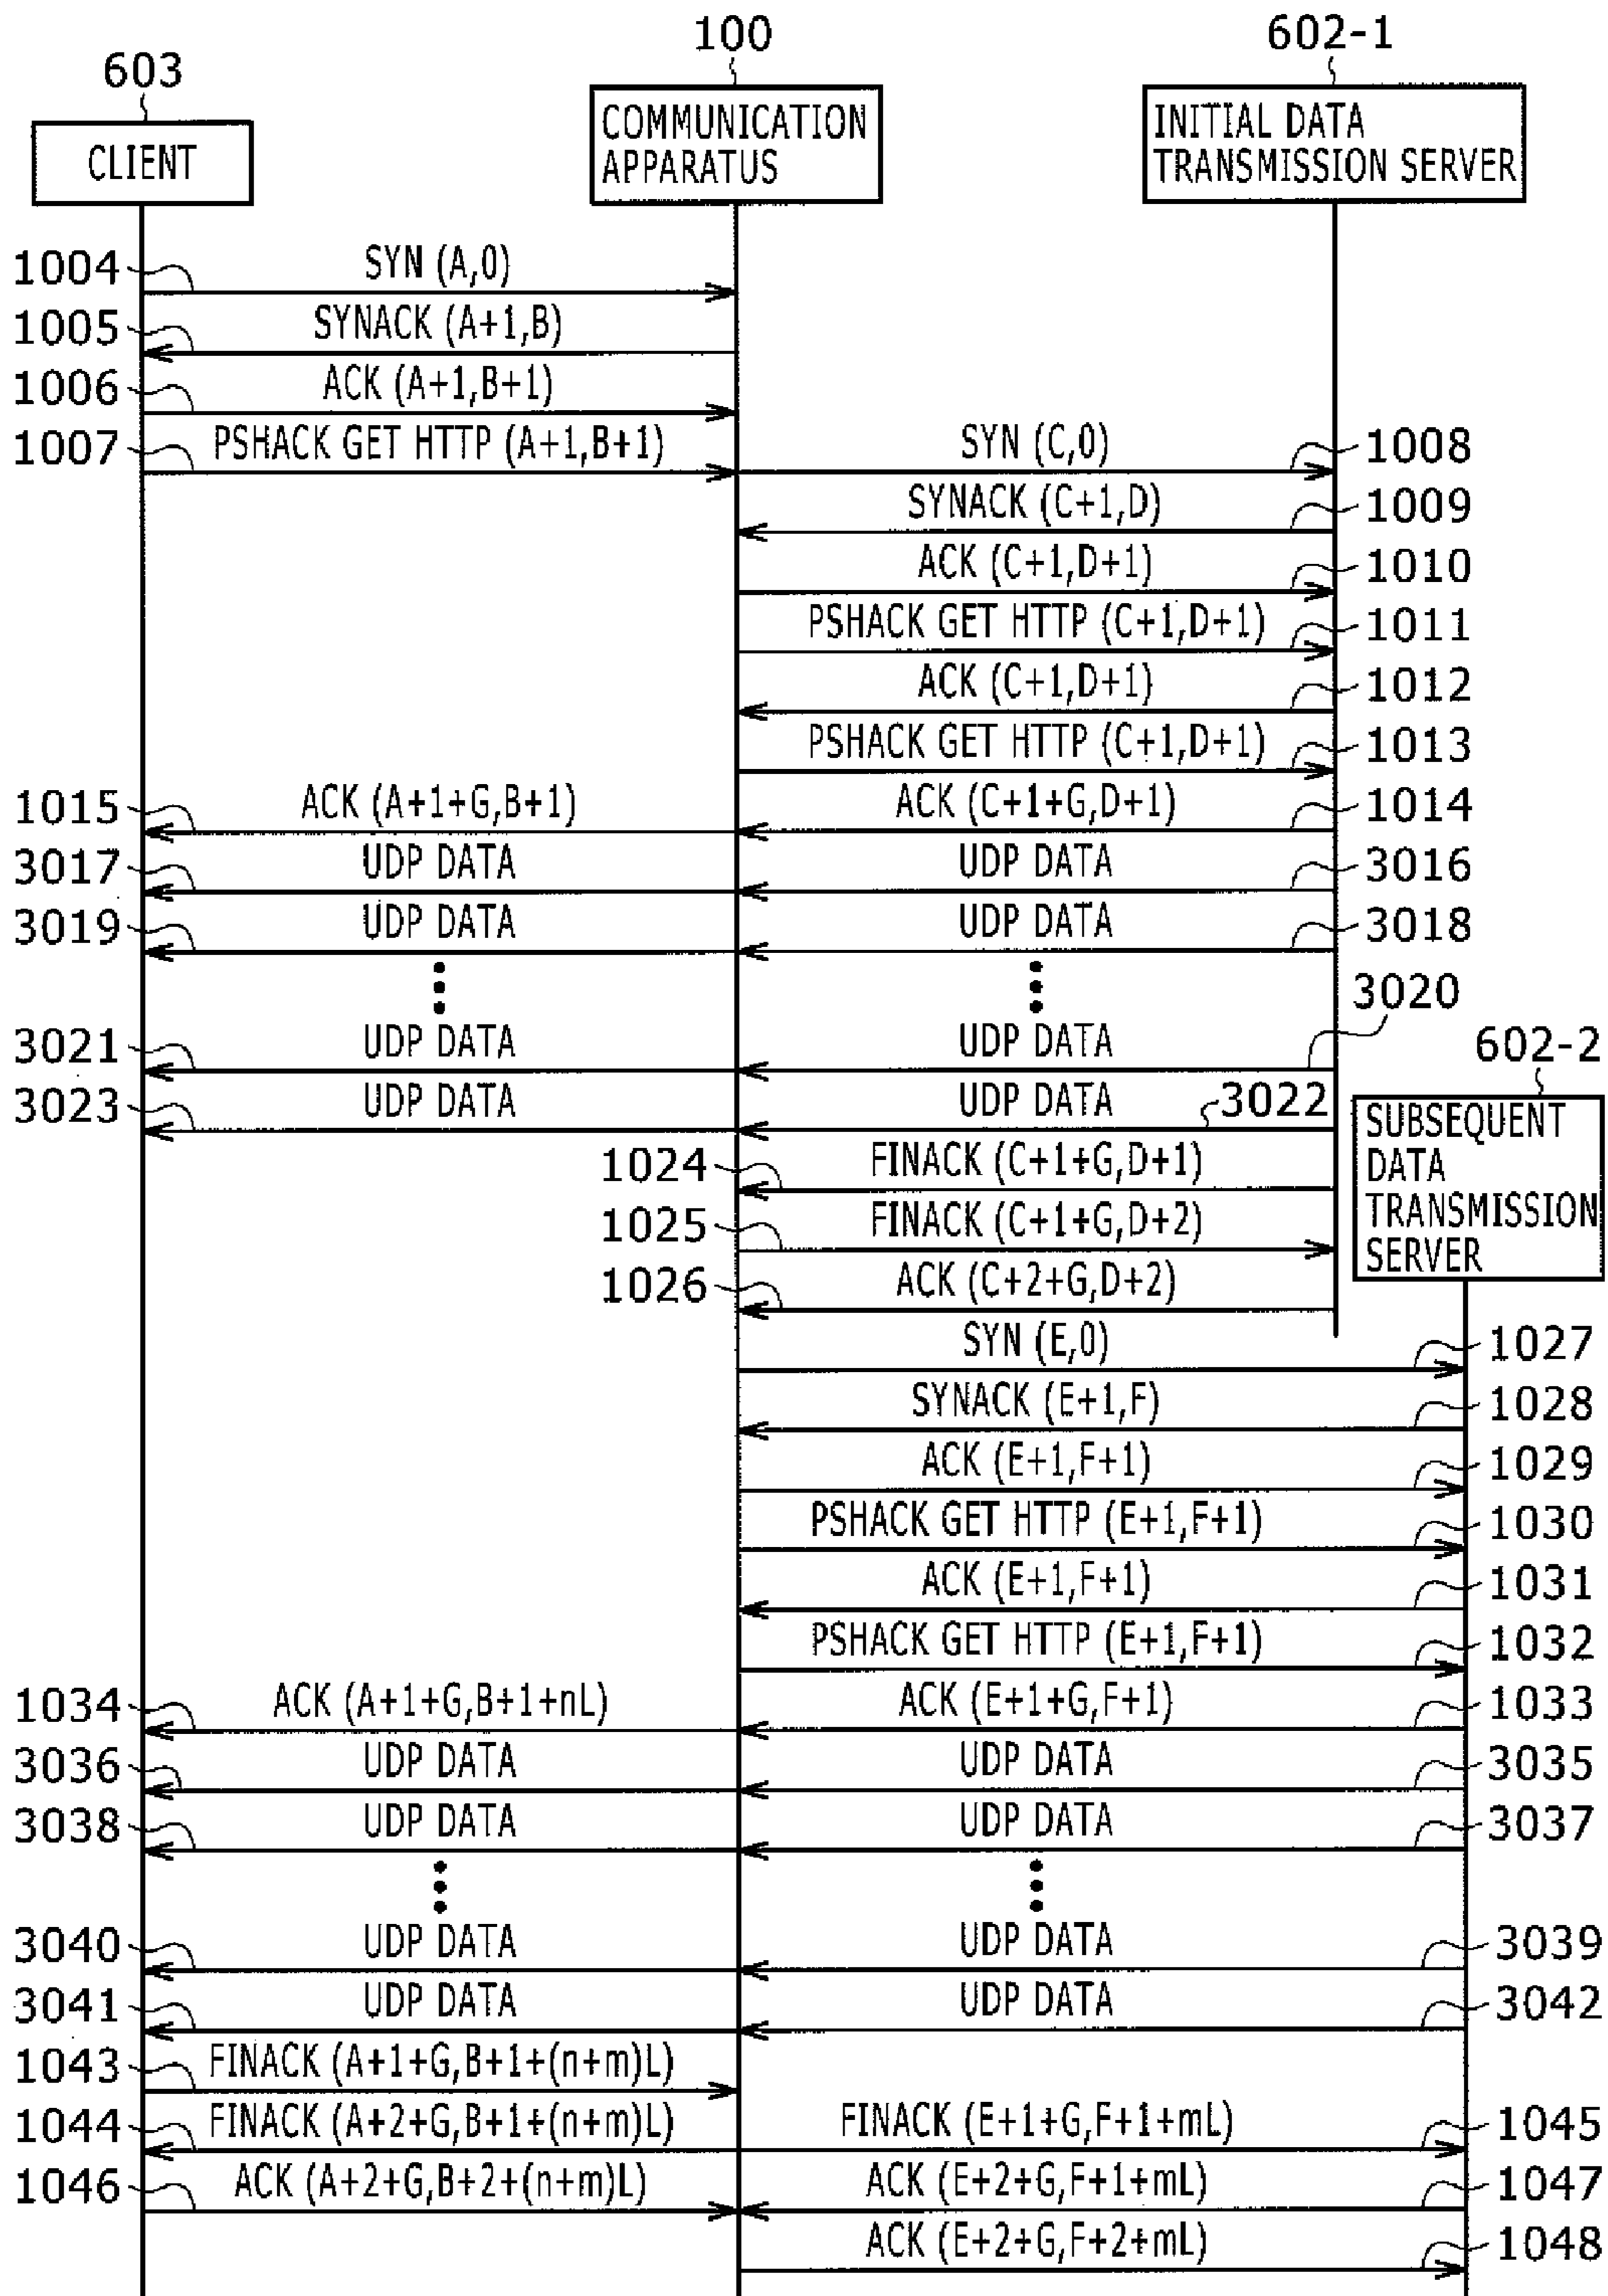 603
100
602-1
CLIENT
COMMUNICATION
APPARATUS
INITIAL DATA
TRANSMISSION SERVER
1004 SYN (A,0)
1005 SYNACK (A+1,B)
1006 ACK (A+1,B+1)
1007 PSHACK GET HTTP (A+1,B+1) SYN (C,0) 1008
SYNACK (C+1,D) 1009
ACK (C+1,D+1) 1010
PSHACK GET HTTP (C+1,D+1) 1011
ACK (C+1,D+1) 1012
PSHACK GET HTTP (C+1,D+1) 1013
1015 ACK (A+1+G,B+1) ACK (C+1+G,D+1) 1014
3017 UDP DATA UDP DATA 3016
3019 UDP DATA UDP DATA 3018
3020
3021 UDP DATA UDP DATA
602-2
3023 UDP DATA UDP DATA 3022
SUBSEQUENT
DATA
TRANSMISSION
SERVER
1024 FINACK (C+1+G,D+1)
1025 FINACK (C+1+G,D+2)
1026 ACK (C+2+G,D+2)
SYN (E,0) 1027
SYNACK (E+1,F) 1028
ACK (E+1,F+1) 1029
PSHACK GET HTTP (E+1,F+1) 1030
ACK (E+1,F+1) 1031
PSHACK GET HTTP (E+1,F+1) 1032
1034 ACK (A+1+G,B+1+nL) ACK (E+1+G,F+1) 1033
3036 UDP DATA UDP DATA 3035
3038 UDP DATA UDP DATA 3037
3040 UDP DATA UDP DATA 3039
3041 UDP DATA UDP DATA 3042
1043 FINACK (A+1+G,B+1+(n+m)L)
1044 FINACK (A+2+G,B+1+(n+m)L) FINACK (E+1+G,F+1+mL) 1045
1046 ACK (A+2+G,B+2+(n+m)L) ACK (E+2+G,F+1+mL) 1047
ACK (E+2+G,F+2+mL) 1048